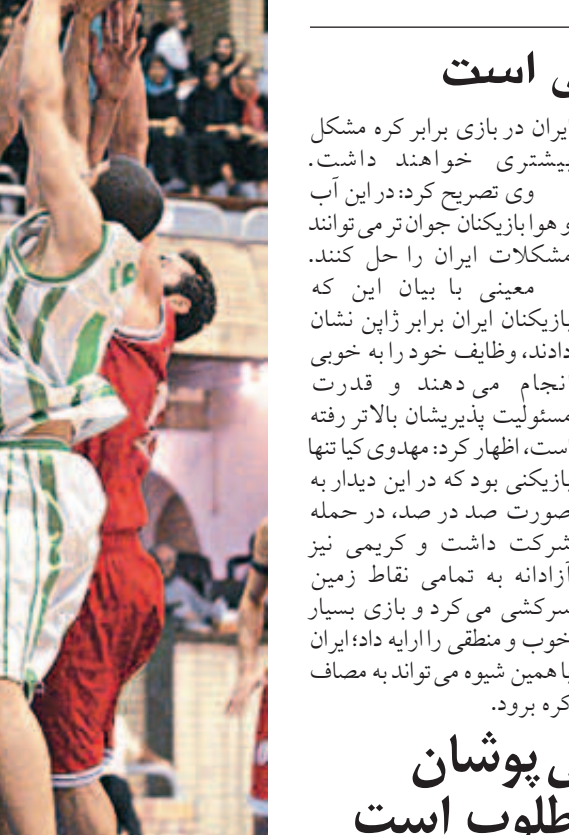 است
ایران در بازی برابر کره مشکل
بیشتری خواهند داشت.
وی تصریح کرد: در این آب
و هوا بازیکنان جوان تر می توانند
مشکلات ایران را حل کنند.
معینی با بیان این که
بازیکنان ایران برابر ژاپن نشان
دادند، وظایف خود را به خوبی
انجام می دهند و قدرت
مسئولیت پذیریشان بالاتر رفته
است، اظهار کرد: مهدوی کیا تنها
بازیکنی بود که در این دیدار به
صورت صد در صد، در حمله
شرکت داشت و کریمی نیز
آزادانه به تمامی نقاط زمین
سرکشی می کرد و بازی بسیار
خوب و منطقی را ارایه داد؛ ایران
با همین شیوه می تواند به مصاف
کره برود.
پوشان
است